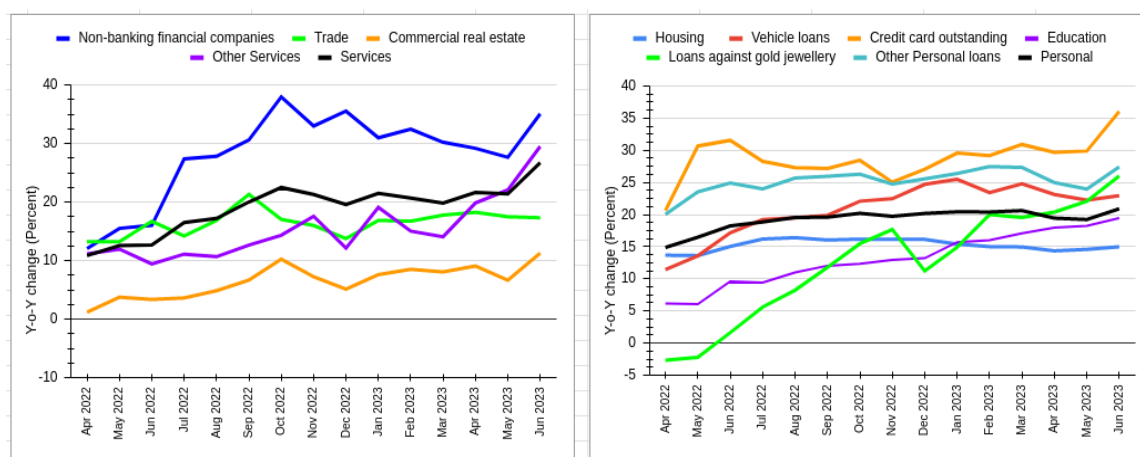 Non-banking financial companies Trade Commercial real estate
Other Services Services
Y-o-Y change (Percent)
40
30
20
10
0
-10
Apr 2022
May 2022
Jun 2022
Jul 2022
Aug 2022
Sep 2022
Oct 2022
Nov 2022
Dec 2022
Jan 2023
Feb 2023
Mar 2023
Apr 2023
May 2023
Jun 2023
Housing Vehicle loans Credit card outstanding Education
Loans against gold jewellery Other Personal loans Personal
Y-o-Y change (Percent)
40
35
30
25
20
15
10
5
0
-5
Apr 2022
May 2022
Jun 2022
Jul 2022
Aug 2022
Sep 2022
Oct 2022
Nov 2022
Dec 2022
Jan 2023
Feb 2023
Mar 2023
Apr 2023
May 2023
Jun 2023